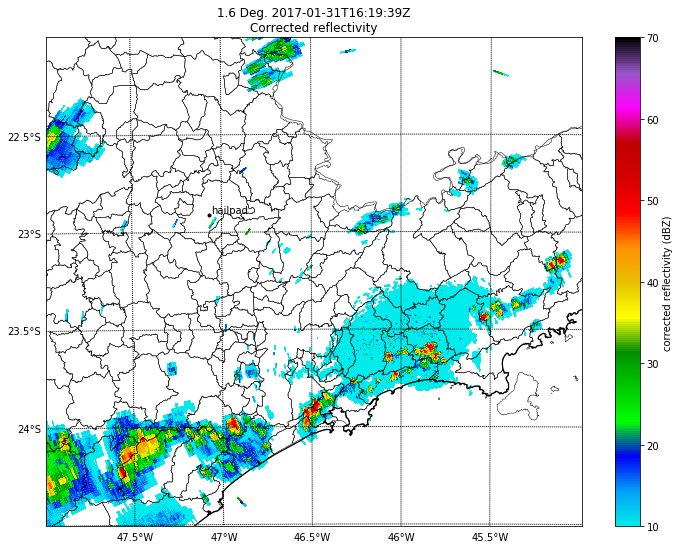 1.6 Deg. 2017-01-31T16:19:39Z
Corrected reflectivity
70
60
50
40
30
20
10
corrected reflectivity (dBZ)
22.5°S
23°S
23.5°S
24°S
hailpad
47.5°W
47°W
46.5°W
46°W
45.5°W